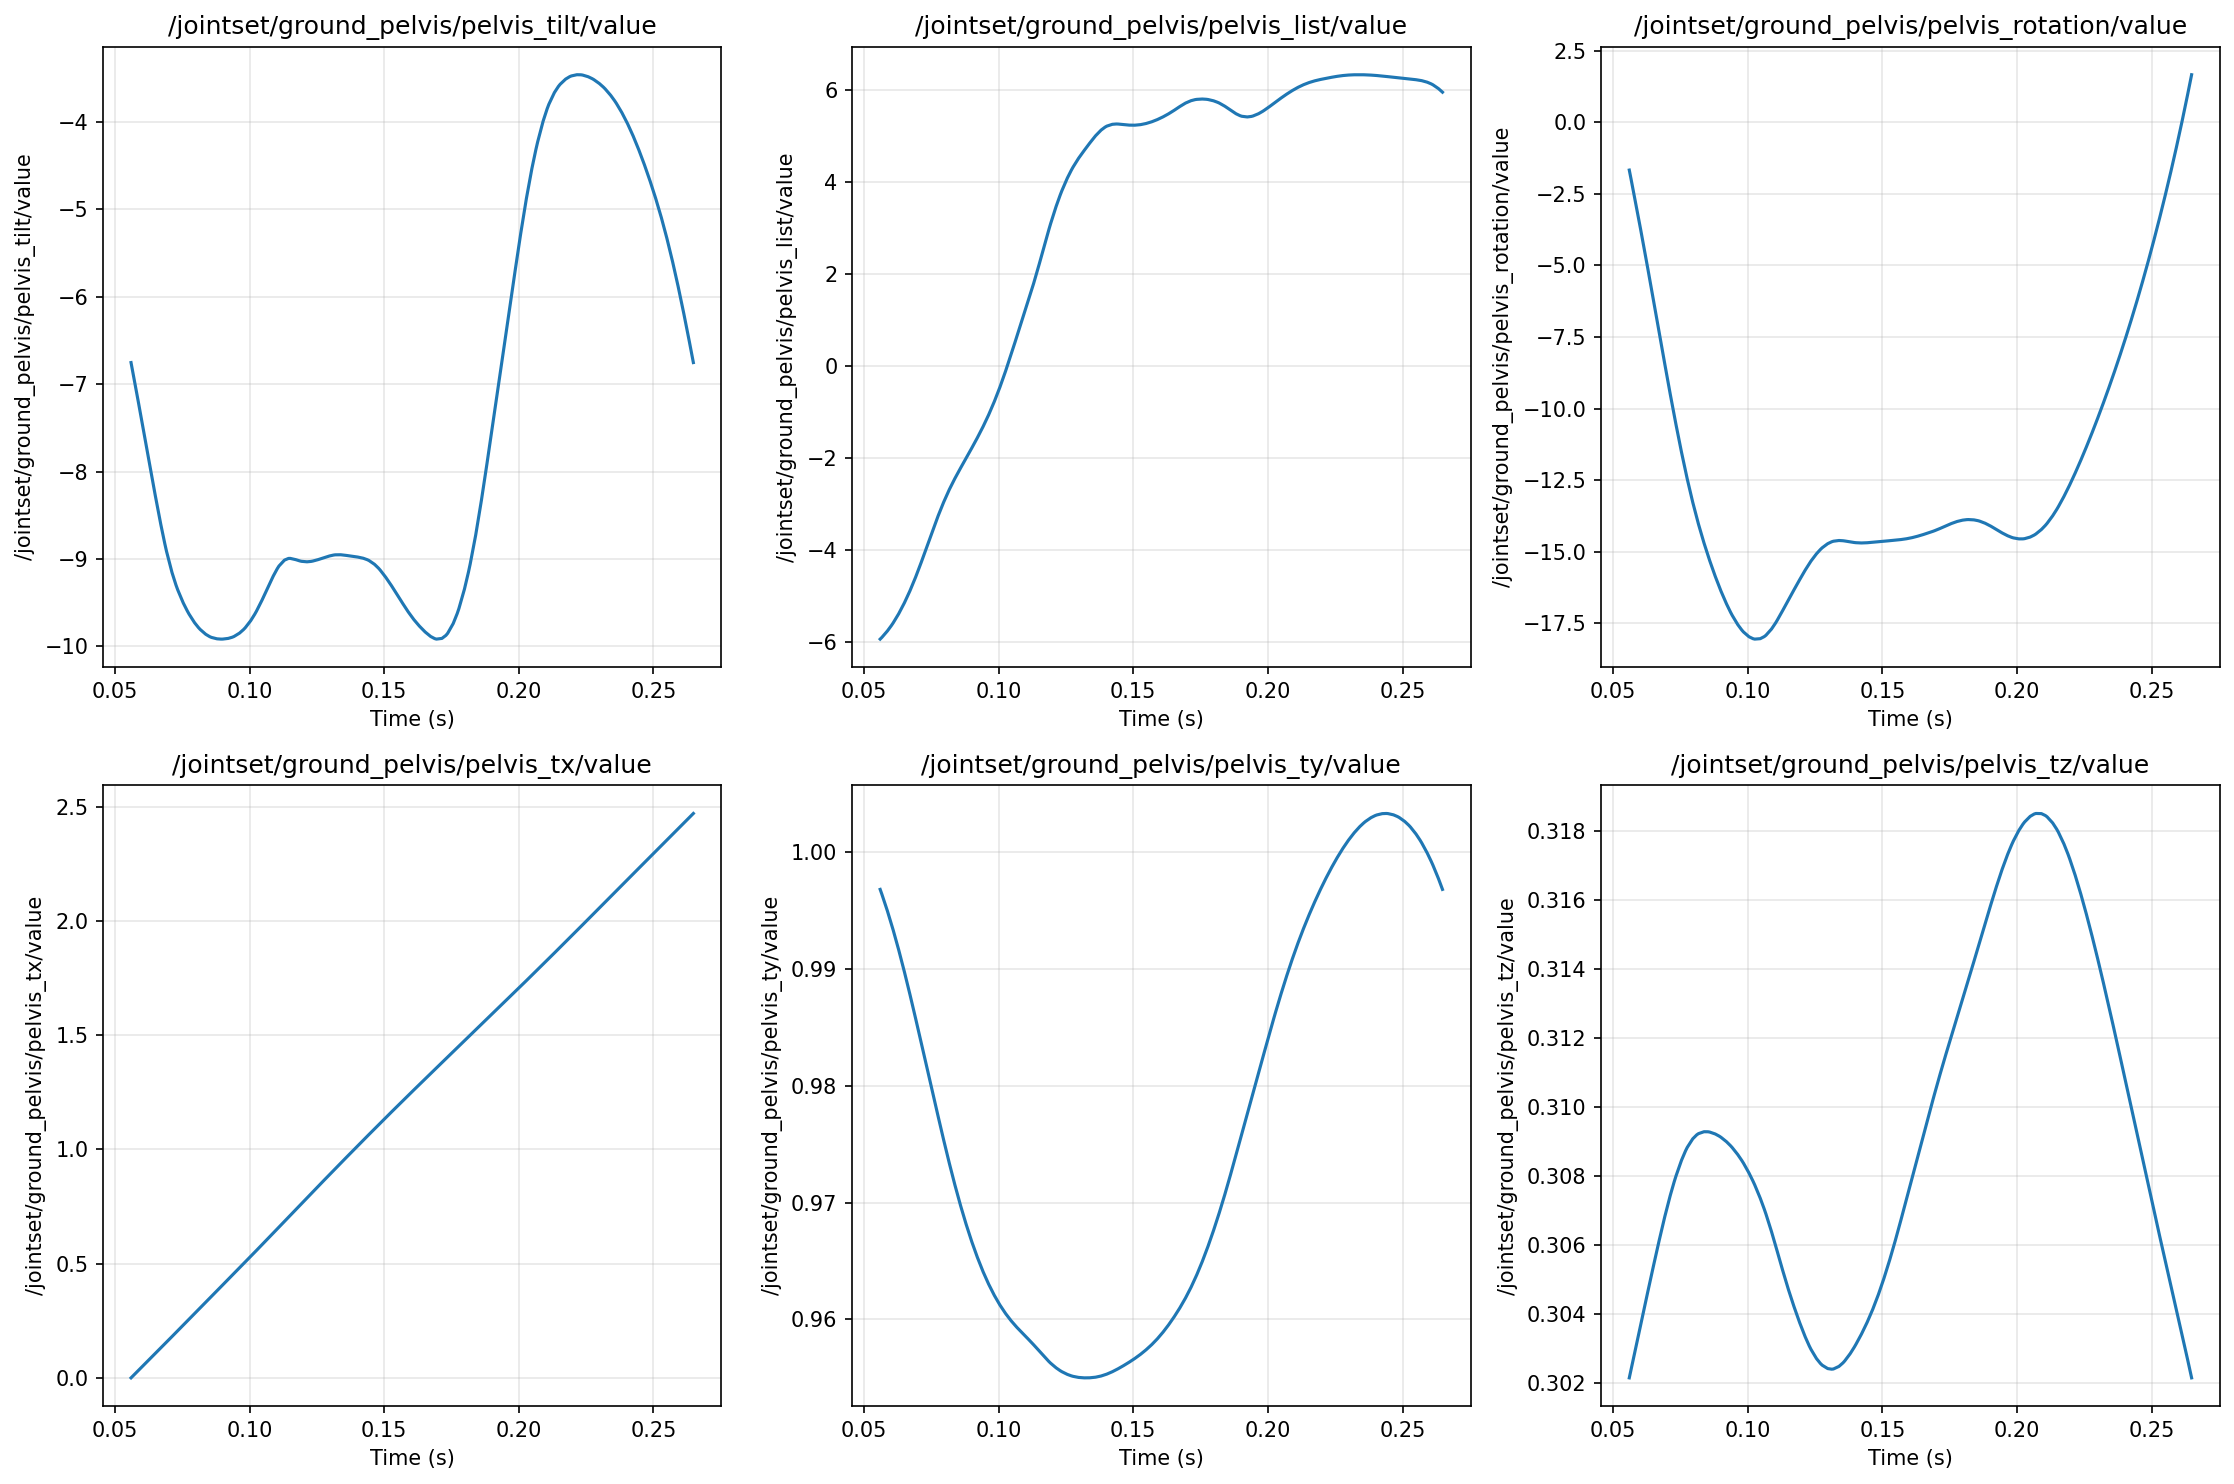 /jointset/ground_pelvis/pelvis_tilt/value
/jointset/ground_pelvis/pelvis_tilt/value
−4
−5
−6
−7
−8
−9
−10
0.05 0.10 0.15 0.20 0.25
Time (s)
/jointset/ground_pelvis/pelvis_list/value
/jointset/ground_pelvis/pelvis_list/value
6
4
2
0
−2
−4
−6
0.05 0.10 0.15 0.20 0.25
Time (s)
/jointset/ground_pelvis/pelvis_rotation/value
/jointset/ground_pelvis/pelvis_rotation/value
2.5
0.0
−2.5
−5.0
−7.5
−10.0
−12.5
−15.0
−17.5
0.05 0.10 0.15 0.20 0.25
Time (s)
/jointset/ground_pelvis/pelvis_tx/value
/jointset/ground_pelvis/pelvis_tx/value
2.5
2.0
1.5
1.0
0.5
0.0
0.05 0.10 0.15 0.20 0.25
Time (s)
/jointset/ground_pelvis/pelvis_ty/value
/jointset/ground_pelvis/pelvis_ty/value
1.00
0.99
0.98
0.97
0.96
0.05 0.10 0.15 0.20 0.25
Time (s)
/jointset/ground_pelvis/pelvis_tz/value
/jointset/ground_pelvis/pelvis_tz/value
0.318
0.316
0.314
0.312
0.310
0.308
0.306
0.304
0.302
0.05 0.10 0.15 0.20 0.25
Time (s)